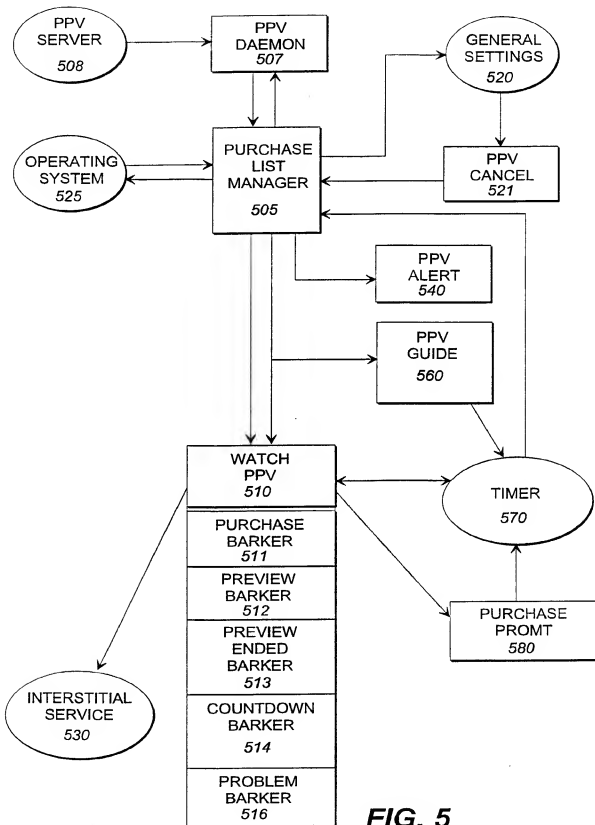 PPV
SERVER
508
PPV
DAEMON
507
GENERAL
SETTINGS
520
OPERATING
SYSTEM
525
PURCHASE
LIST
MANAGER
505
PPV
CANCEL
521
PPV
ALERT
540
PPV
GUIDE
560
WATCH
PPV
510
TIMER
570
PURCHASE
BARKER
511
PREVIEW
BARKER
512
PREVIEW
ENDED
BARKER
513
PURCHASE
PROMT
580
INTERSTITIAL
SERVICE
530
COUNTDOWN
BARKER
514
PROBLEM
BARKER
516
FIG. 5